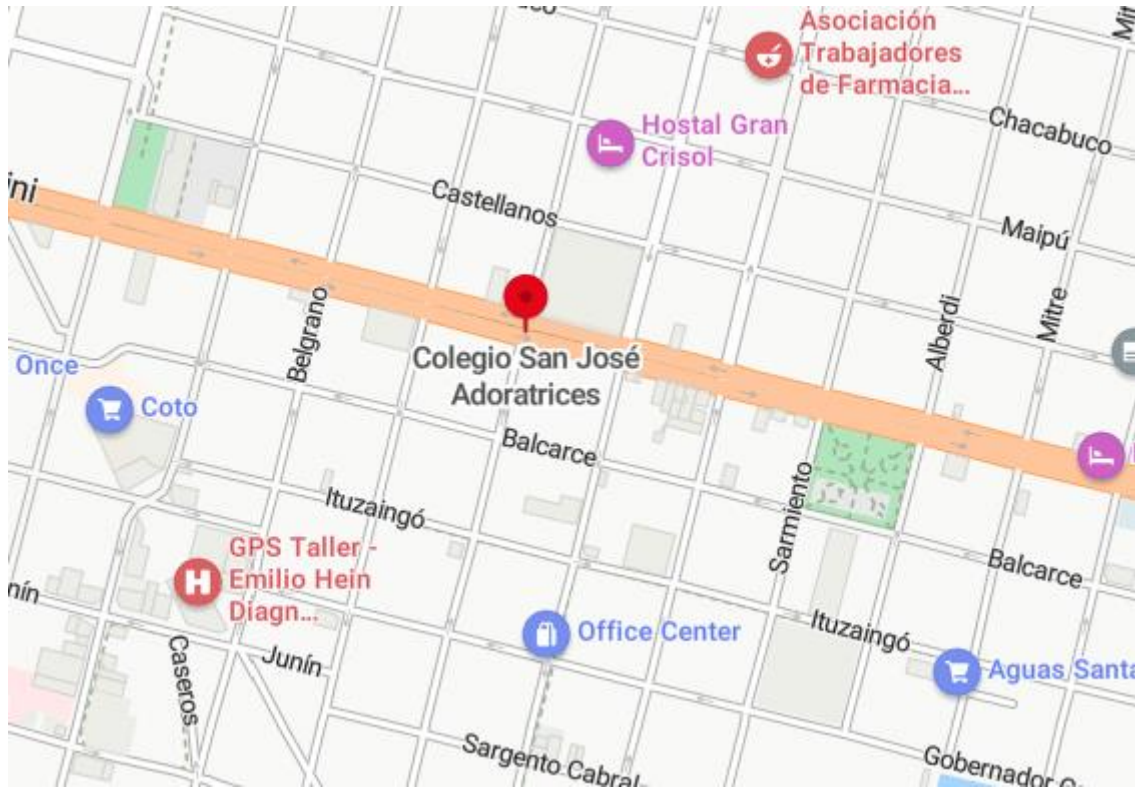 Asociación
Trabajadores
de Farmacia...
Chacabuco
Hostal Gran
Crisol
Castellanos
Maipú
ini
Belgrano
Alberdi
Mitre
Colegio San José
Adoratrices
Once
Coto
Balcarce
Sarmiento
Ituzaingó
GPS Taller -
Emilio Hein
Diagn...
Balcarce
nín
Office Center
Ituzaingó
Junín
Caseros
Aguas Santa
Sargento Cabral
Gobernador